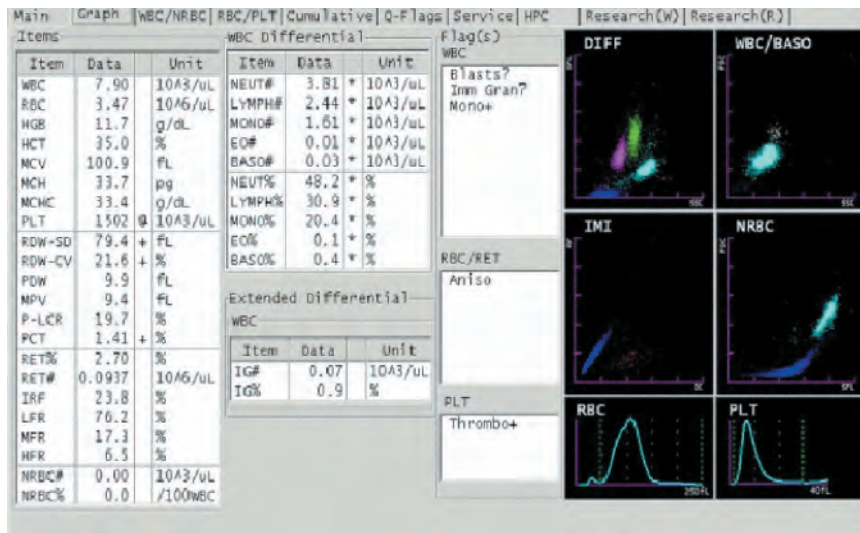 Main Graph WBC/NRBC RBC/PLT Cumulative Q-Flags Service HPC Research(W) Research(R)
Items
Item Data Unit
WBC 7.90 10^3/uL
RBC 3.47 10^6/uL
HGB 11.7 g/dL
HCT 35.0 %
MCV 100.9 fL
MCH 33.7 pg
MCHC 33.4 g/dL
PLT 1502 @ 10^3/uL
RDW-SD 79.4 + fL
RDW-CV 21.6 + %
PDW 9.9 fL
MPV 9.4 fL
P-LCR 19.7 %
PCT 1.41 + %
RET% 2.70 %
RET# 0.0937 10^6/uL
IRF 23.8 %
LFR 76.2 %
MFR 17.3 %
HFR 6.5 %
NRBC# 0.00 10^3/uL
NRBC% 0.0 /100WBC
WBC Differential
Item Data Unit
NEUT# 3.81 * 10^3/uL
LYMPH# 2.44 * 10^3/uL
MONO# 1.61 * 10^3/uL
EO# 0.01 * 10^3/uL
BASO# 0.03 * 10^3/uL
NEUT% 48.2 * %
LYMPH% 30.9 * %
MONO% 20.4 * %
EO% 0.1 * %
BASO% 0.4 * %
Extended Differential
WBC
Item Data Unit
IG# 0.07 10^3/uL
IG% 0.9 %
Flag(s)
WBC
Blasts?
Imm Gran?
Mono+
RBC/RET
Aniso
PLT
Thrombo+
DIFF
SFL
SSC
WBC/BASO
FSC
SSC
IMI
RF
DC
NRBC
FSC
SFL
RBC
250fL
PLT
40fL